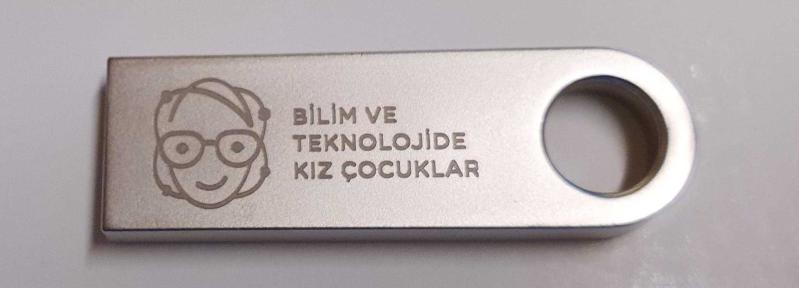 BİLİM VE
TEKNOLOJİDE
KIZ ÇOCUKLAR